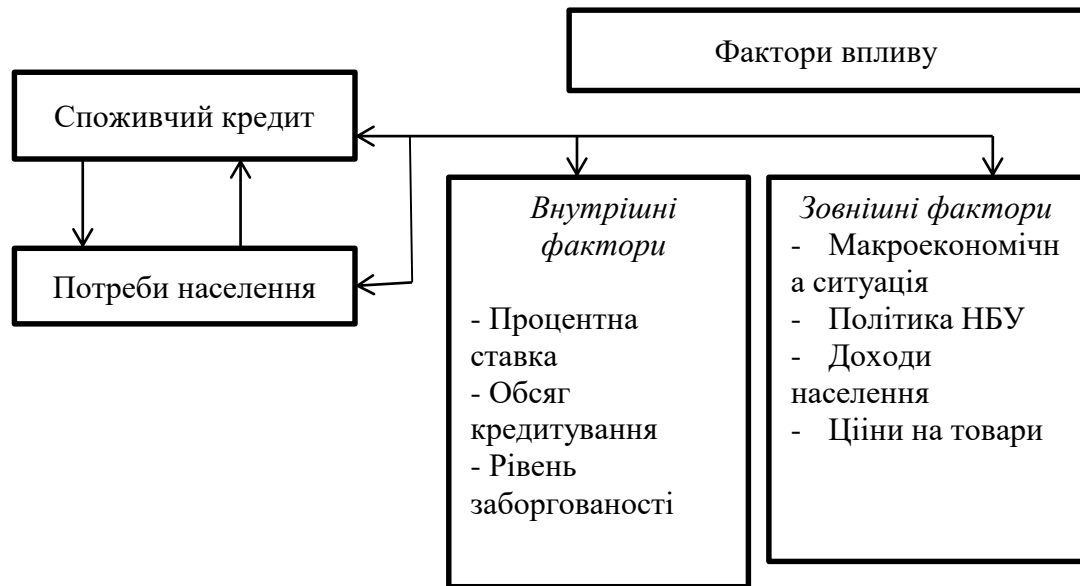 Фактори впливу
Споживчий кредит
Потреби населення
Внутрішні
фактори
- Процентна
ставка
- Обсяг
кредитування
- Рівень
заборгованості
Зовнішні фактори
- Макроекономічн
а ситуація
- Політика НБУ
- Доходи
населення
- Цііни на товари